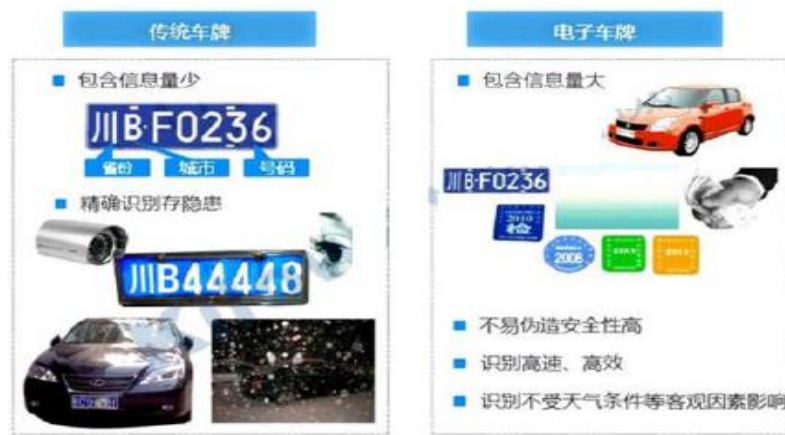 传统车牌
包含信息量少
川B·F0236
省份 城市 号码
精确识别存隐患
川B44448
电子车牌
包含信息量大
川B·F0236
2010
检
2008
不易伪造安全性高
识别高速、高效
识别不受天气条件等客观因素影响